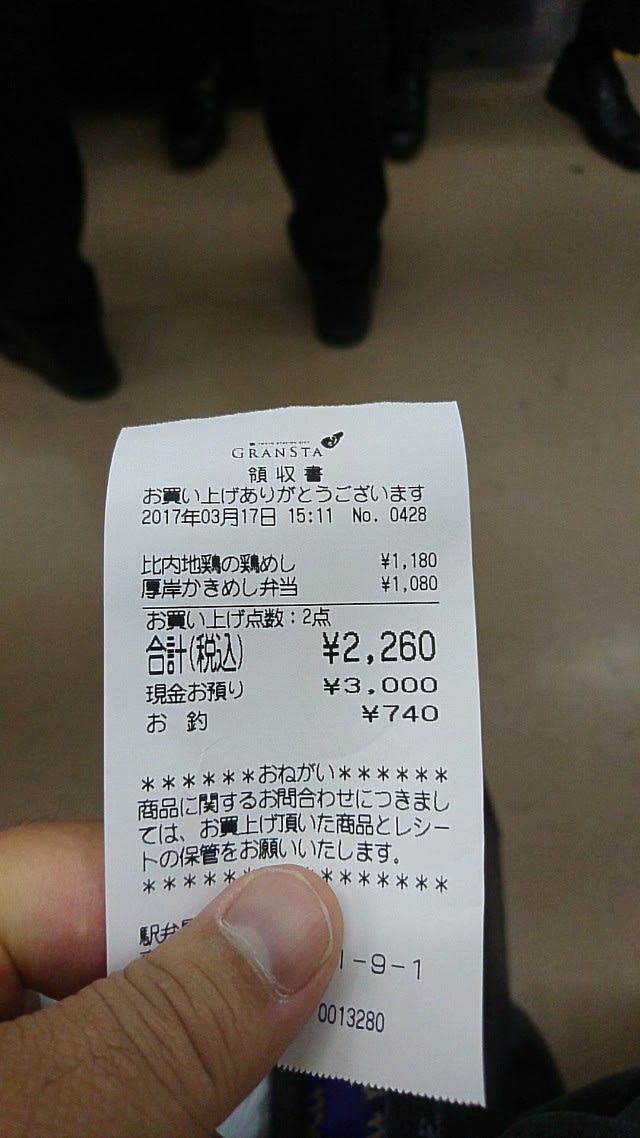 GRANSTA
領収書
お買い上げありがとうございます
2017年03月17日 15:11 No. 0428
比内地鶏の鶏めし ¥1,180
厚岸かきめし弁当 ¥1,080
お買い上げ点数:2点
合計(税込) ¥2,260
現金お預り ¥3,000
お 釣 ¥740
******おねがい******
商品に関するお問合わせにつきまし
ては、お買上げ頂いた商品とレシー
トの保管をお願いいたします。
駅弁
1-9-1
0013280